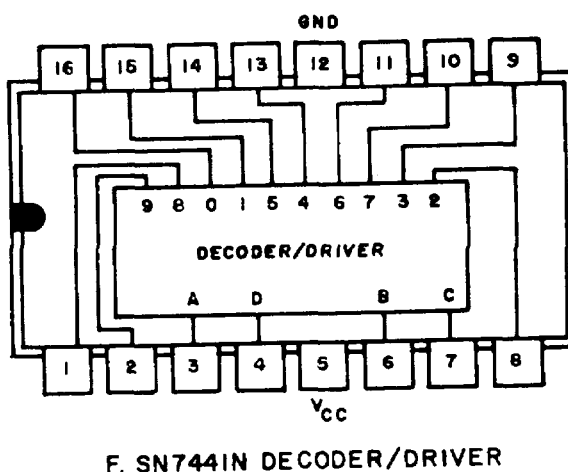 GND
16 15 14 13 12 11 10 9
9 8 0 1 5 4 6 7 3 2
DECODER/DRIVER
A D B C
1 2 3 4 5 6 7 8
VCC
F. SN7441N DECODER/DRIVER